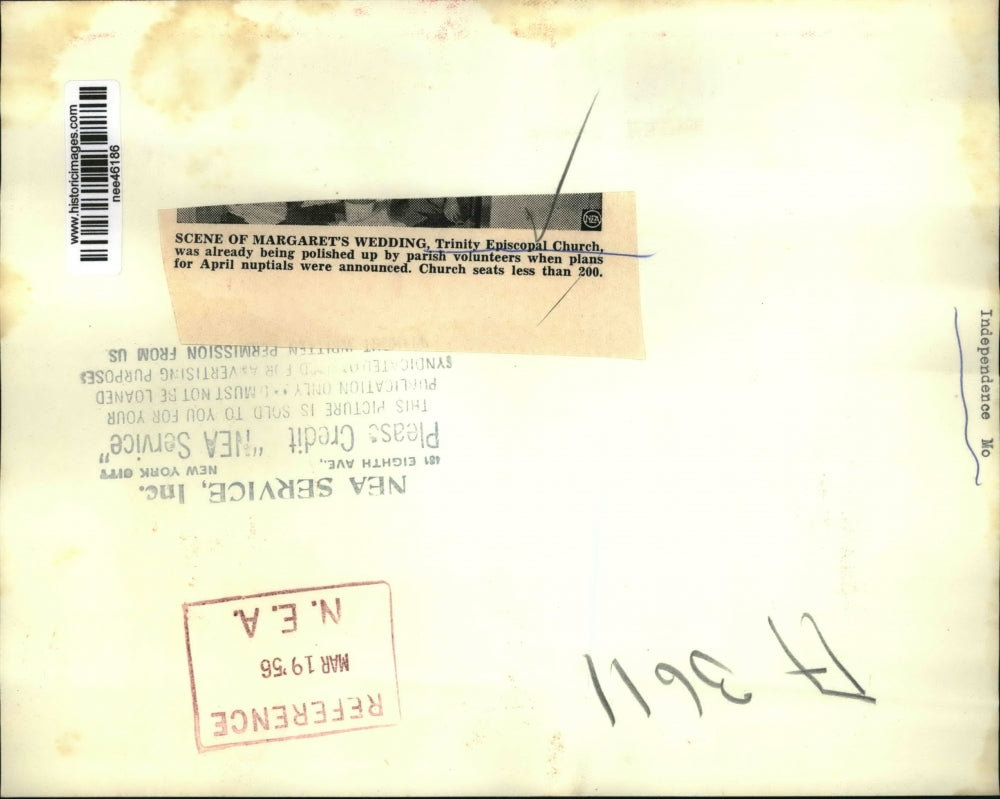 www.historicimages.com
nee46186
NEA
SCENE OF MARGARET'S WEDDING, Trinity Episcopal Church,
was already being polished up by parish volunteers when plans
for April nuptials were announced. Church seats less than 200.
Independence Mo
NEA SERVICE, Inc.
461 EIGHTH AVE., NEW YORK CITY
Please Credit "NEA Service"
THIS PICTURE IS SOLD TO YOU FOR YOUR
PUBLICATION ONLY MUST NOT BE LOANED
SYNDICATED FOR ADVERTISING PURPOSES
WRITTEN PERMISSION FROM US.
REFERENCE
MAR 19 '56
N. E. A.
3611